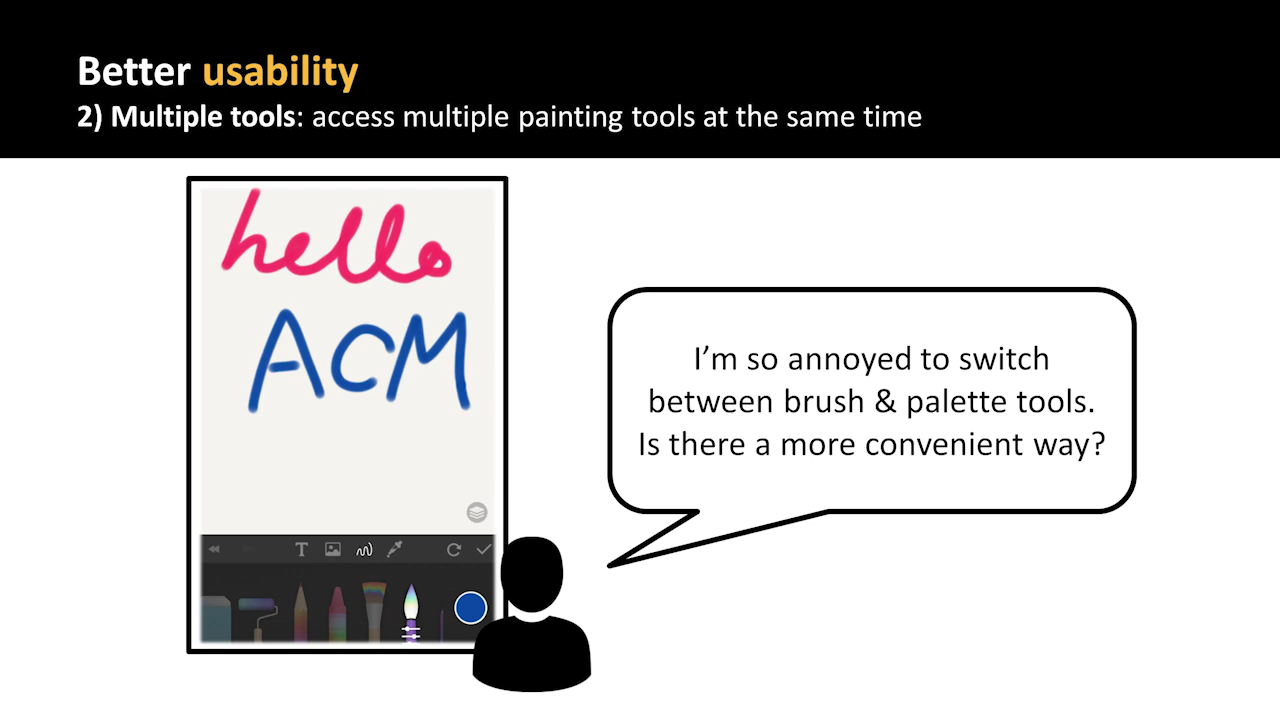 Better usability
2) Multiple tools: access multiple painting tools at the same time
hello
ACM
I’m so annoyed to switch
between brush & palette tools.
Is there a more convenient way?
T